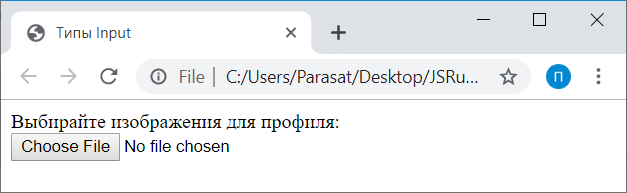 Типы Input
File
C:/Users/Parasat/Desktop/JSRu...
П
Выбирайте изображения для профиля:
Choose File No file chosen